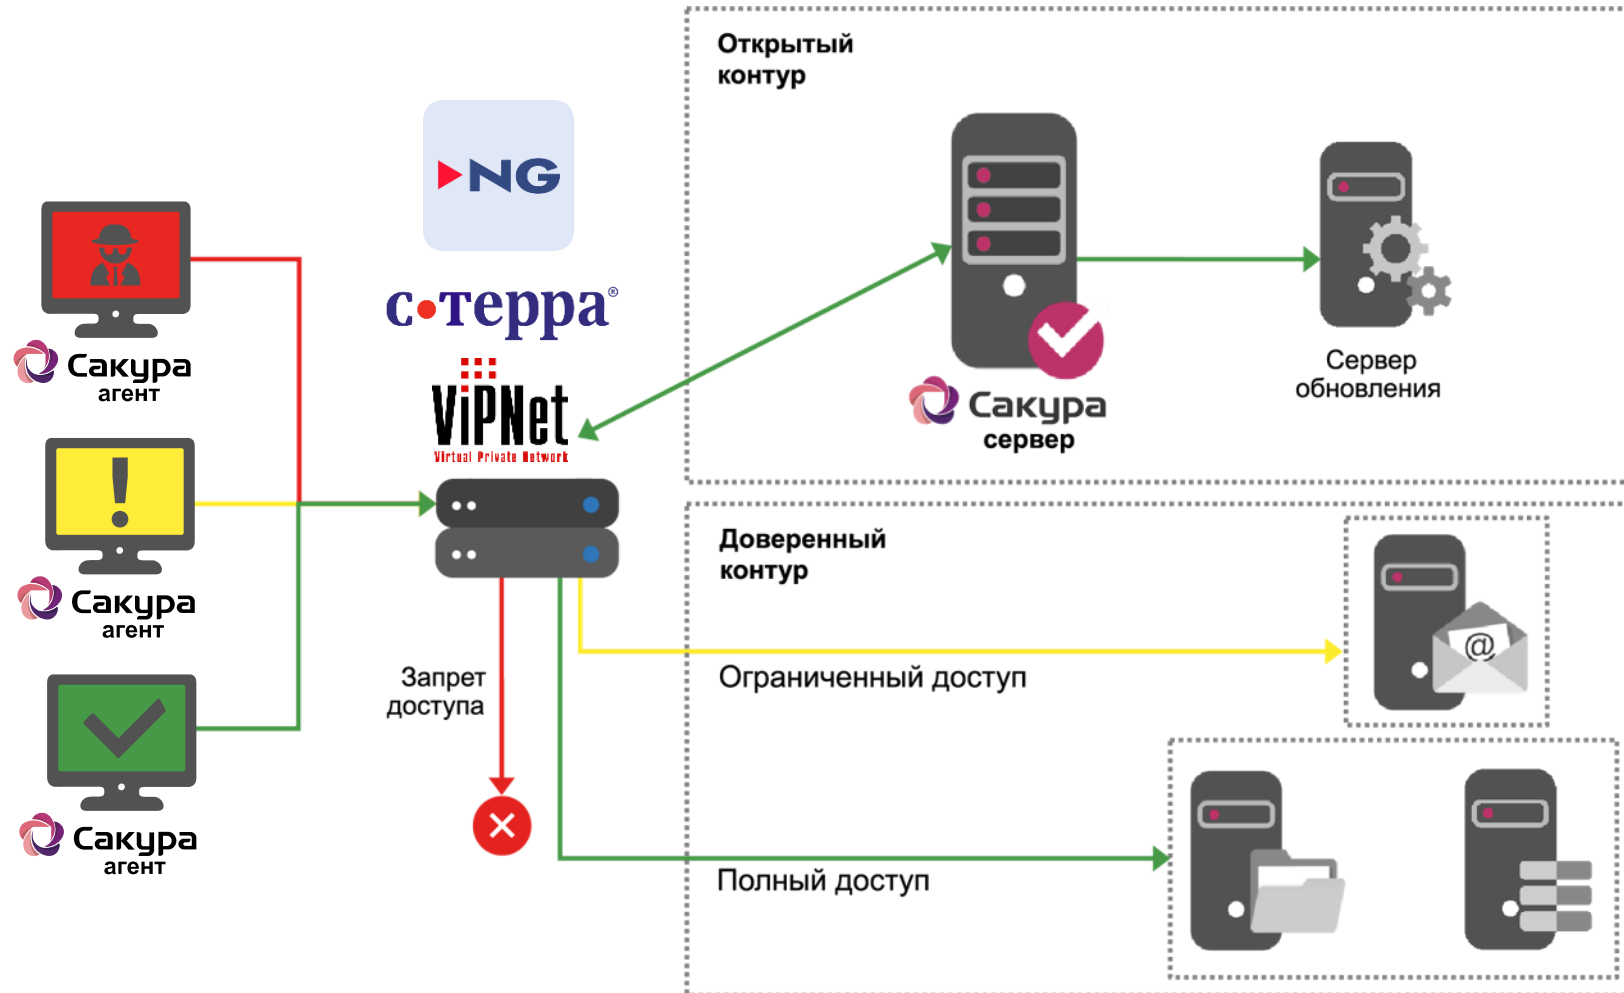 Открытый
контур
NG
с•терра®
ViPNet
Virtual Private Network
Сакура
агент
Сакура
агент
Сакура
агент
Сакура
сервер
Сервер
обновления
Доверенный
контур
@
Запрет
доступа
Ограниченный доступ
Полный доступ